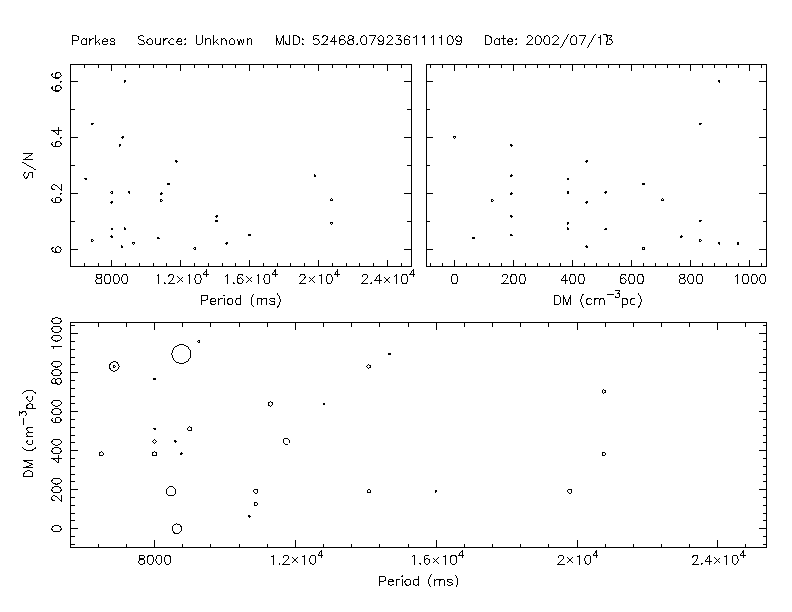 Parkes Source: Unknown MJD: 52468.079236111109 Date: 2002/07/
S/N
6 6.2 6.4 6.6
8000 1.2×10⁴ 1.6×10⁴ 2×10⁴ 2.4×10⁴
Period (ms)
0 200 400 600 800 1000
DM (cm⁻³pc)
DM (cm⁻³pc)
0 200 400 600 800 1000
8000 1.2×10⁴ 1.6×10⁴ 2×10⁴ 2.4×10⁴
Period (ms)